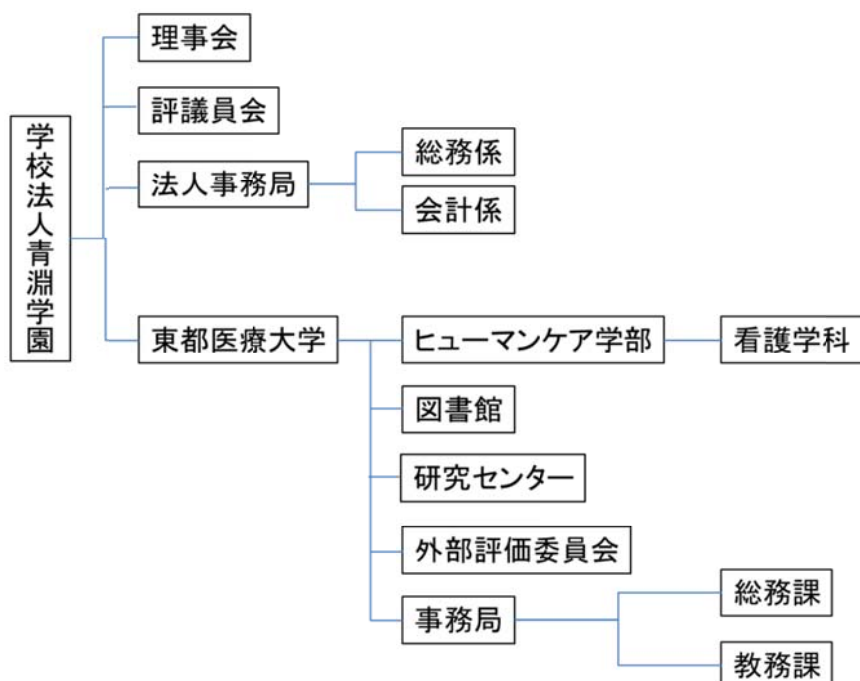 学校法人青淵学園
理事会
評議員会
法人事務局
総務係
会計係
東都医療大学
ヒューマンケア学部
看護学科
図書館
研究センター
外部評価委員会
事務局
総務課
教務課